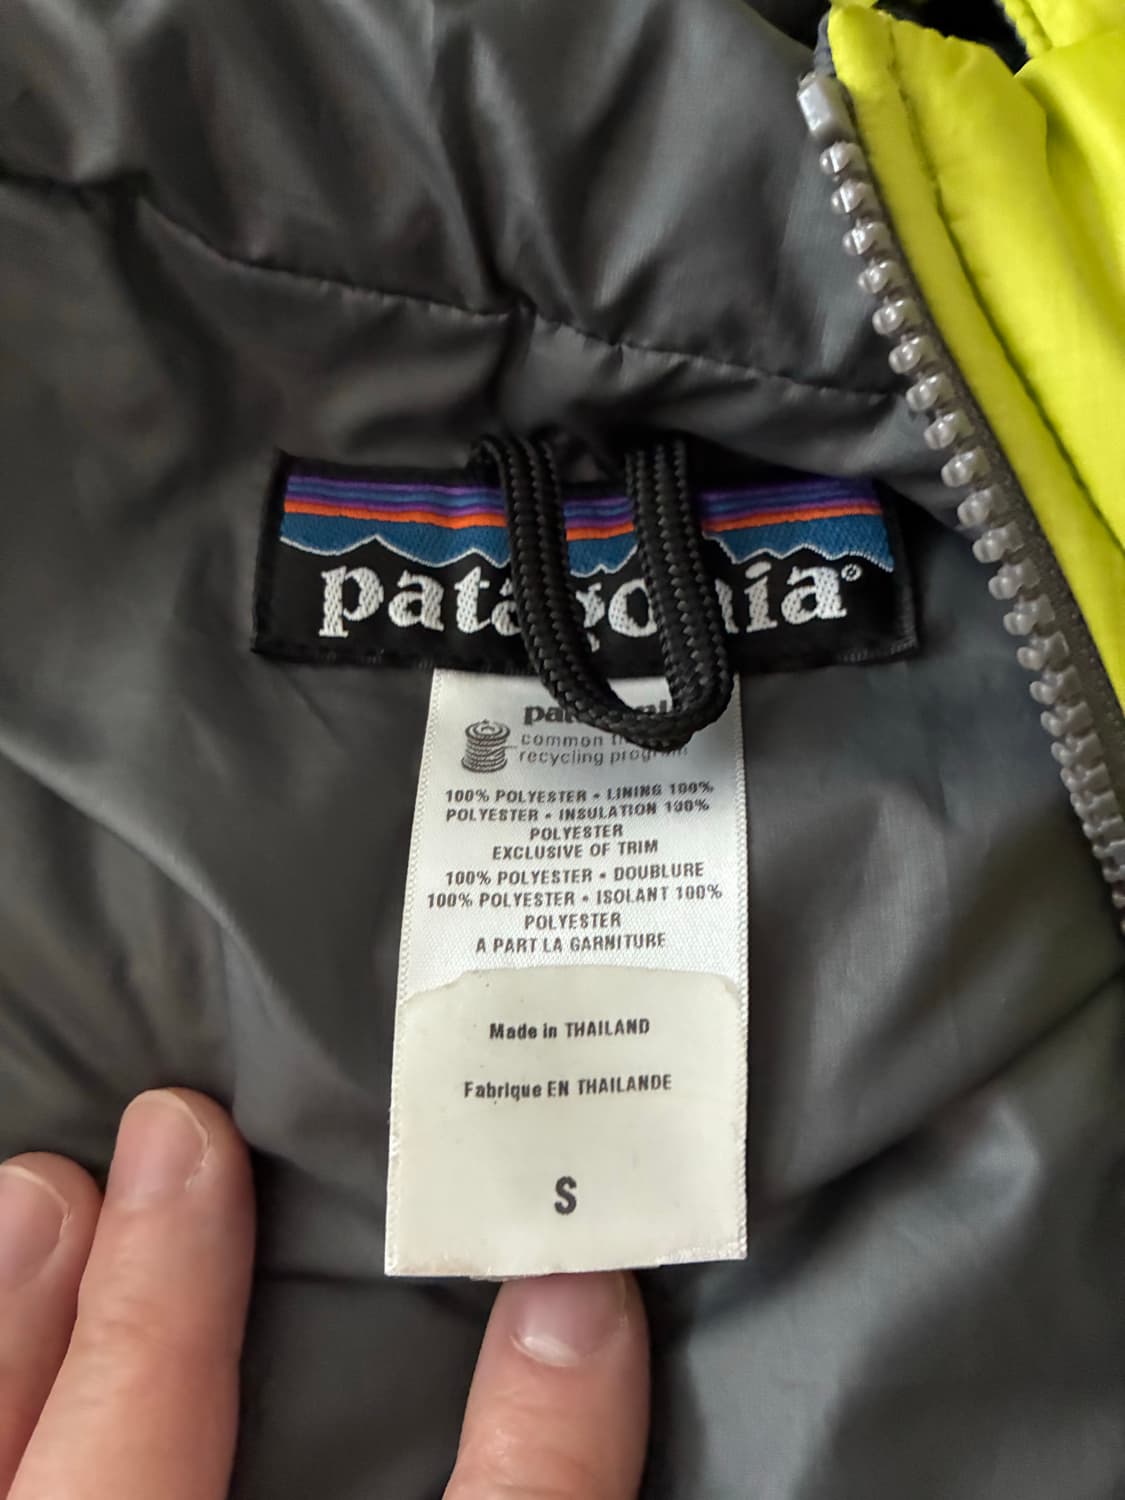 patagonia®
common
recycling program
100% POLYESTER • LINING 100%
POLYESTER • INSULATION 100%
POLYESTER
EXCLUSIVE OF TRIM
100% POLYESTER • DOUBLURE
100% POLYESTER • ISOLANT 100%
POLYESTER
A PART LA GARNITURE
Made in THAILAND
Fabrique EN THAILANDE
S